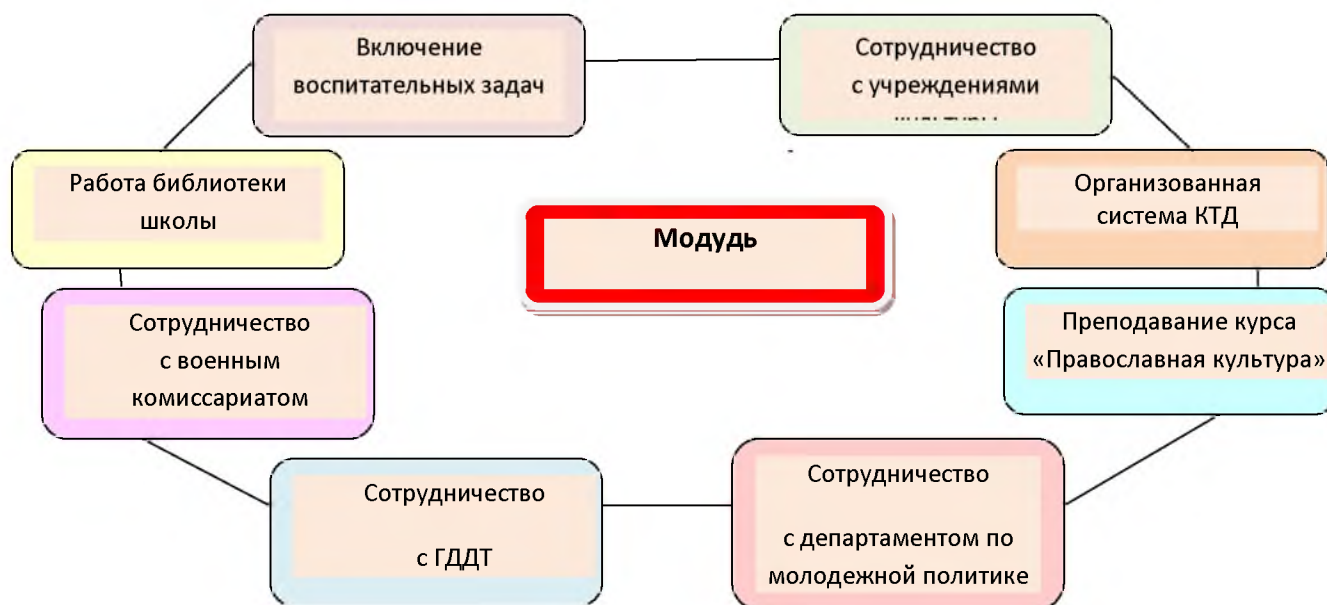 Включение
воспитательных задач
Сотрудничество
с учреждениями
Работа библиотеки
школы
Организованная
система КТД
Модудь
Сотрудничество
с военным
комиссариатом
Преподавание курса
«Православная культура»
Сотрудничество
с ГДДТ
Сотрудничество
с департаментом по
молодежной политике